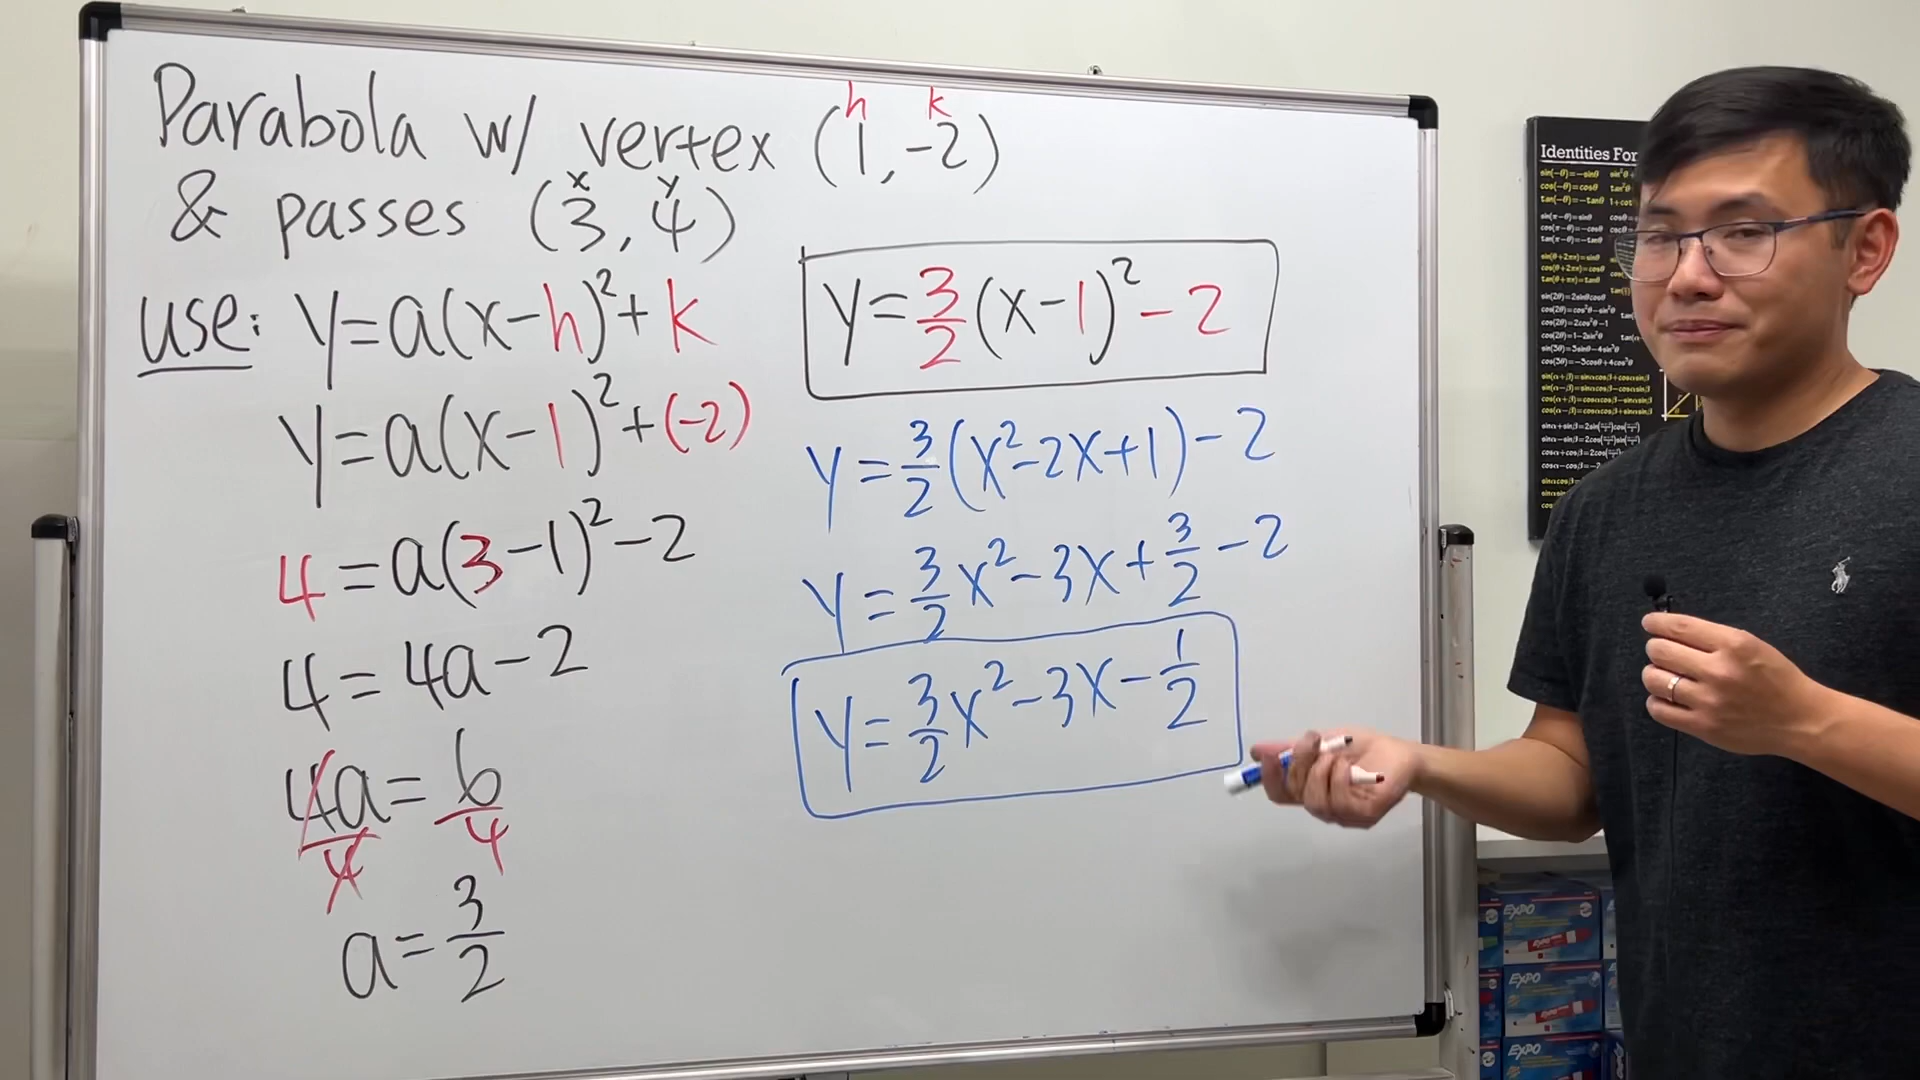 h k
Parabola w/ vertex (1, -2)
x y
& passes (3, 4)
use: y=a(x-h)²+k
y=a(x-1)²+(-2)
4=a(3-1)²-2
4=4a-2
4a/4=6/4
a=3/2
y=3/2(x-1)²-2
y=3/2(x²-2x+1)-2
y=3/2x²-3x+3/2-2
y=3/2x²-3x-1/2
Identities For
EXPO
EXPO
EXPO